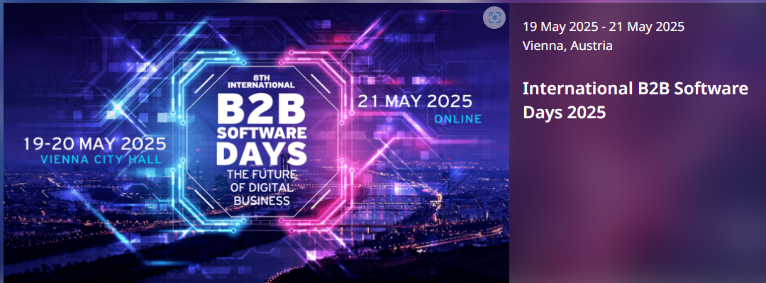 8TH
INTERNATIONAL
B2B
SOFTWARE
DAYS
THE FUTURE
OF DIGITAL
BUSINESS
19-20 MAY 2025
VIENNA CITY HALL
21 MAY 2025
ONLINE
19 May 2025 - 21 May 2025
Vienna, Austria
International B2B Software
Days 2025